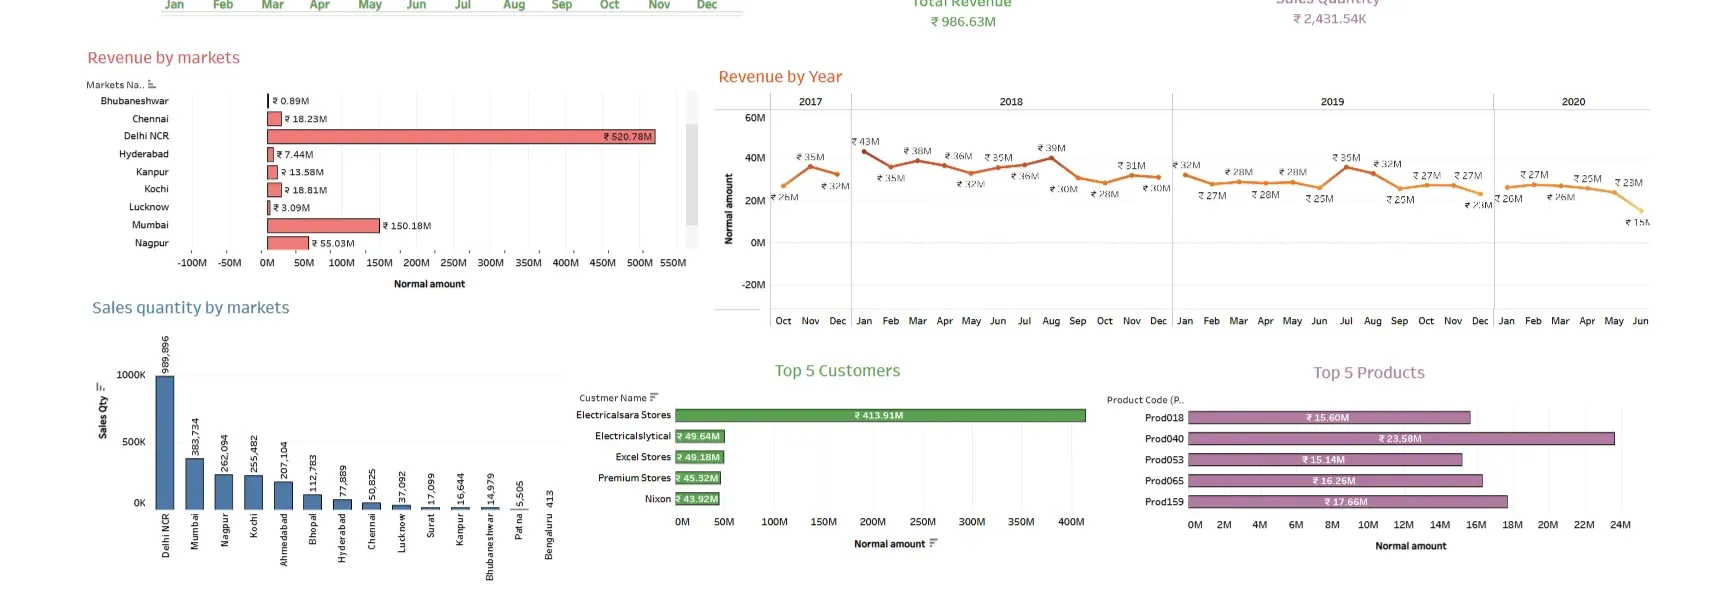 Jan Feb Mar Apr May Jun Jul Aug Sep Oct Nov Dec
Total Revenue
₹ 986.63M
Sales Quantity
₹ 2,431.54K
Revenue by markets
Markets Na..
Bhubaneshwar ₹ 0.89M
Chennai ₹ 18.23M
Delhi NCR ₹ 520.78M
Hyderabad ₹ 7.44M
Kanpur ₹ 13.58M
Kochi ₹ 18.81M
Lucknow ₹ 3.09M
Mumbai ₹ 150.18M
Nagpur ₹ 55.03M
-100M -50M 0M 50M 100M 150M 200M 250M 300M 350M 400M 450M 500M 550M
Normal amount
Revenue by Year
2017 2018 2019 2020
60M
40M
20M
0M
-20M
Normal amount
₹ 26M ₹ 35M ₹ 32M
₹ 43M ₹ 35M ₹ 38M ₹ 36M ₹ 32M ₹ 35M ₹ 36M ₹ 39M ₹ 30M ₹ 28M ₹ 31M ₹ 30M
₹ 32M ₹ 27M ₹ 28M ₹ 28M ₹ 28M ₹ 25M ₹ 35M ₹ 32M ₹ 25M ₹ 27M ₹ 27M ₹ 23M
₹ 26M ₹ 27M ₹ 26M ₹ 25M ₹ 23M ₹ 15M
Oct Nov Dec Jan Feb Mar Apr May Jun Jul Aug Sep Oct Nov Dec Jan Feb Mar Apr May Jun Jul Aug Sep Oct Nov Dec Jan Feb Mar Apr May Jun
Sales quantity by markets
Sales Qty
1000K
500K
0K
989,896 383,734 262,094 255,482 207,104 112,783 77,889 50,825 37,092 17,099 16,644 14,979 5,505 413
Delhi NCR Mumbai Nagpur Kochi Ahmedabad Bhopal Hyderabad Chennai Lucknow Surat Kanpur Bhubaneshwar Patna Bengaluru
Top 5 Customers
Custmer Name
Electricalsara Stores ₹ 413.91M
Electricalslytical ₹ 49.64M
Excel Stores ₹ 49.18M
Premium Stores ₹ 45.32M
Nixon ₹ 43.92M
0M 50M 100M 150M 200M 250M 300M 350M 400M
Normal amount
Top 5 Products
Product Code (P..
Prod018 ₹ 15.60M
Prod040 ₹ 23.58M
Prod053 ₹ 15.14M
Prod065 ₹ 16.26M
Prod159 ₹ 17.66M
0M 2M 4M 6M 8M 10M 12M 14M 16M 18M 20M 22M 24M
Normal amount